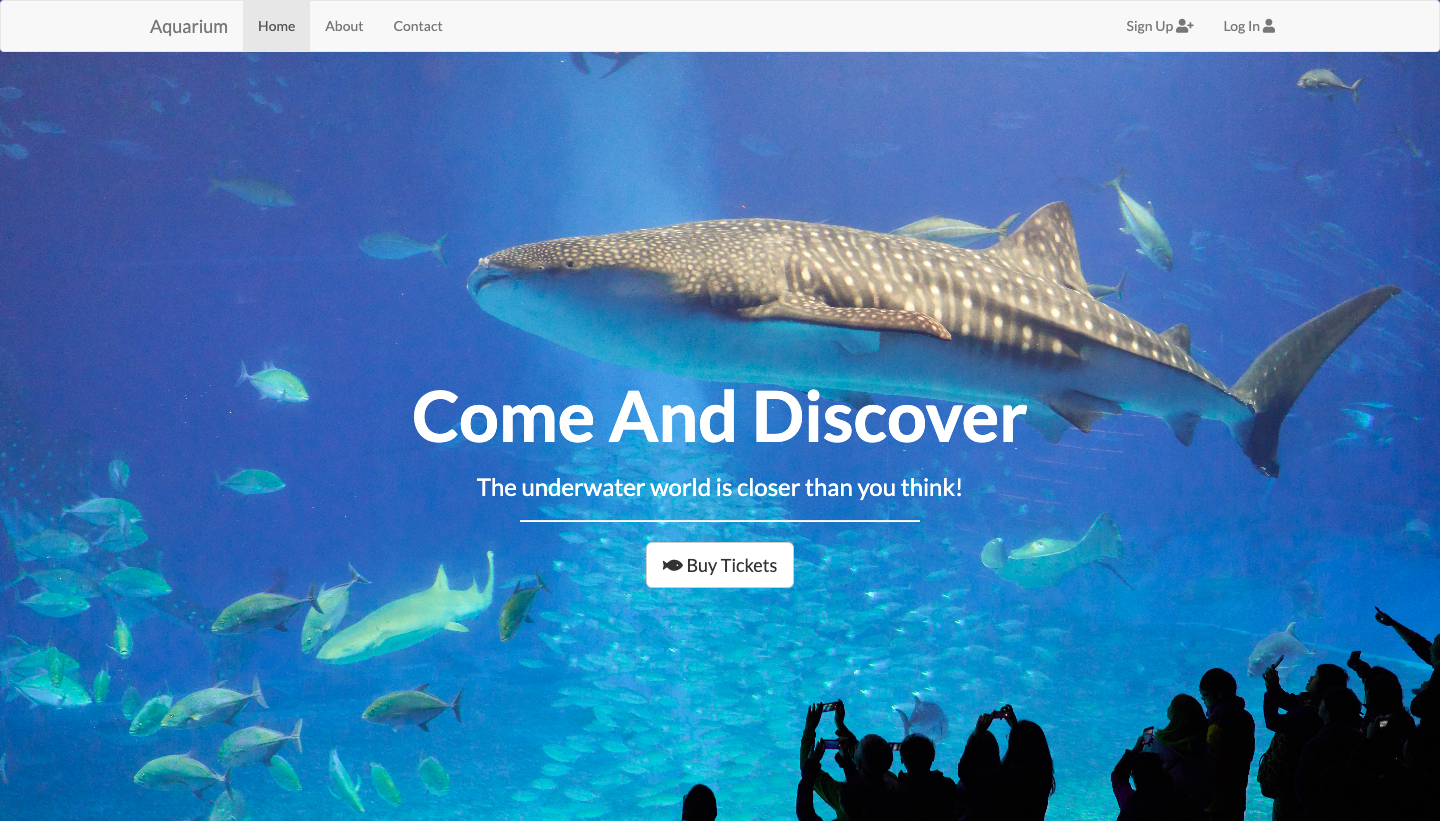 Aquarium Home About Contact Sign Up Log In
Come And Discover
The underwater world is closer than you think!
Buy Tickets